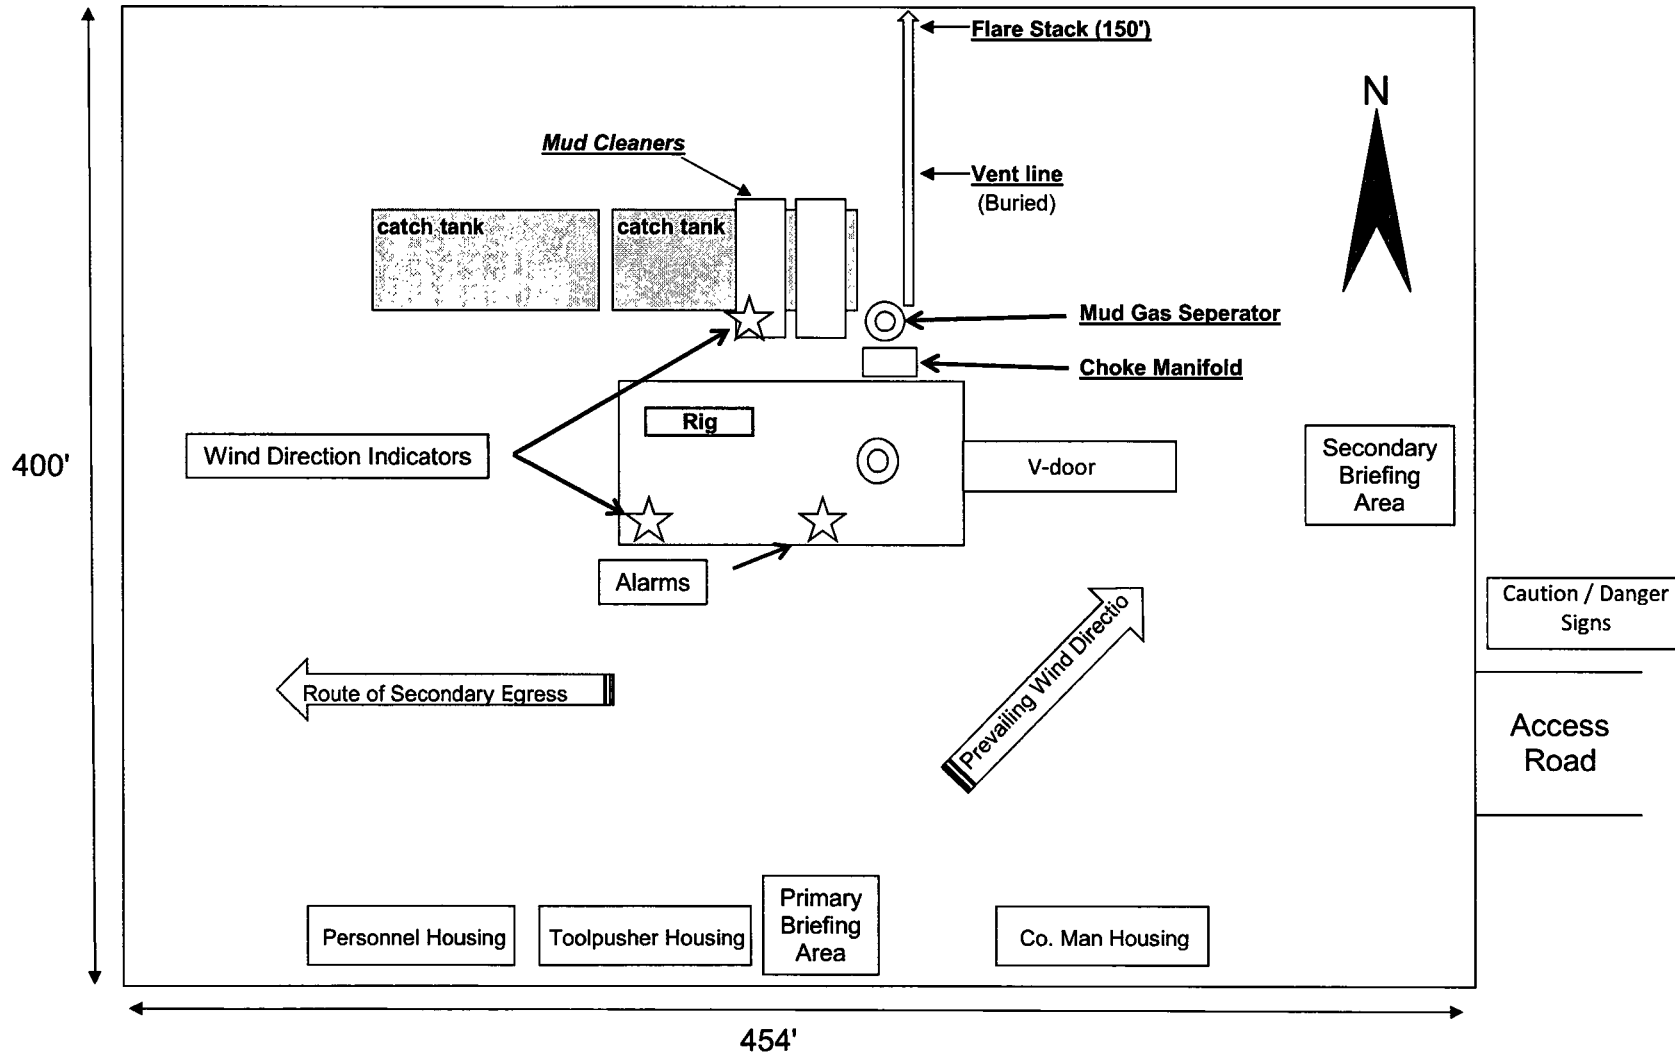 Flare Stack (150')
N
Mud Cleaners
Vent line
(Buried)
catch tank
catch tank
Mud Gas Seperator
Choke Manifold
Rig
400'
Wind Direction Indicators
V-door
Secondary
Briefing
Area
Alarms
Caution / Danger
Signs
Prevailing Wind Directio
Route of Secondary Egress
Access
Road
Primary
Briefing
Area
Personnel Housing
Toolpusher Housing
Co. Man Housing
454'